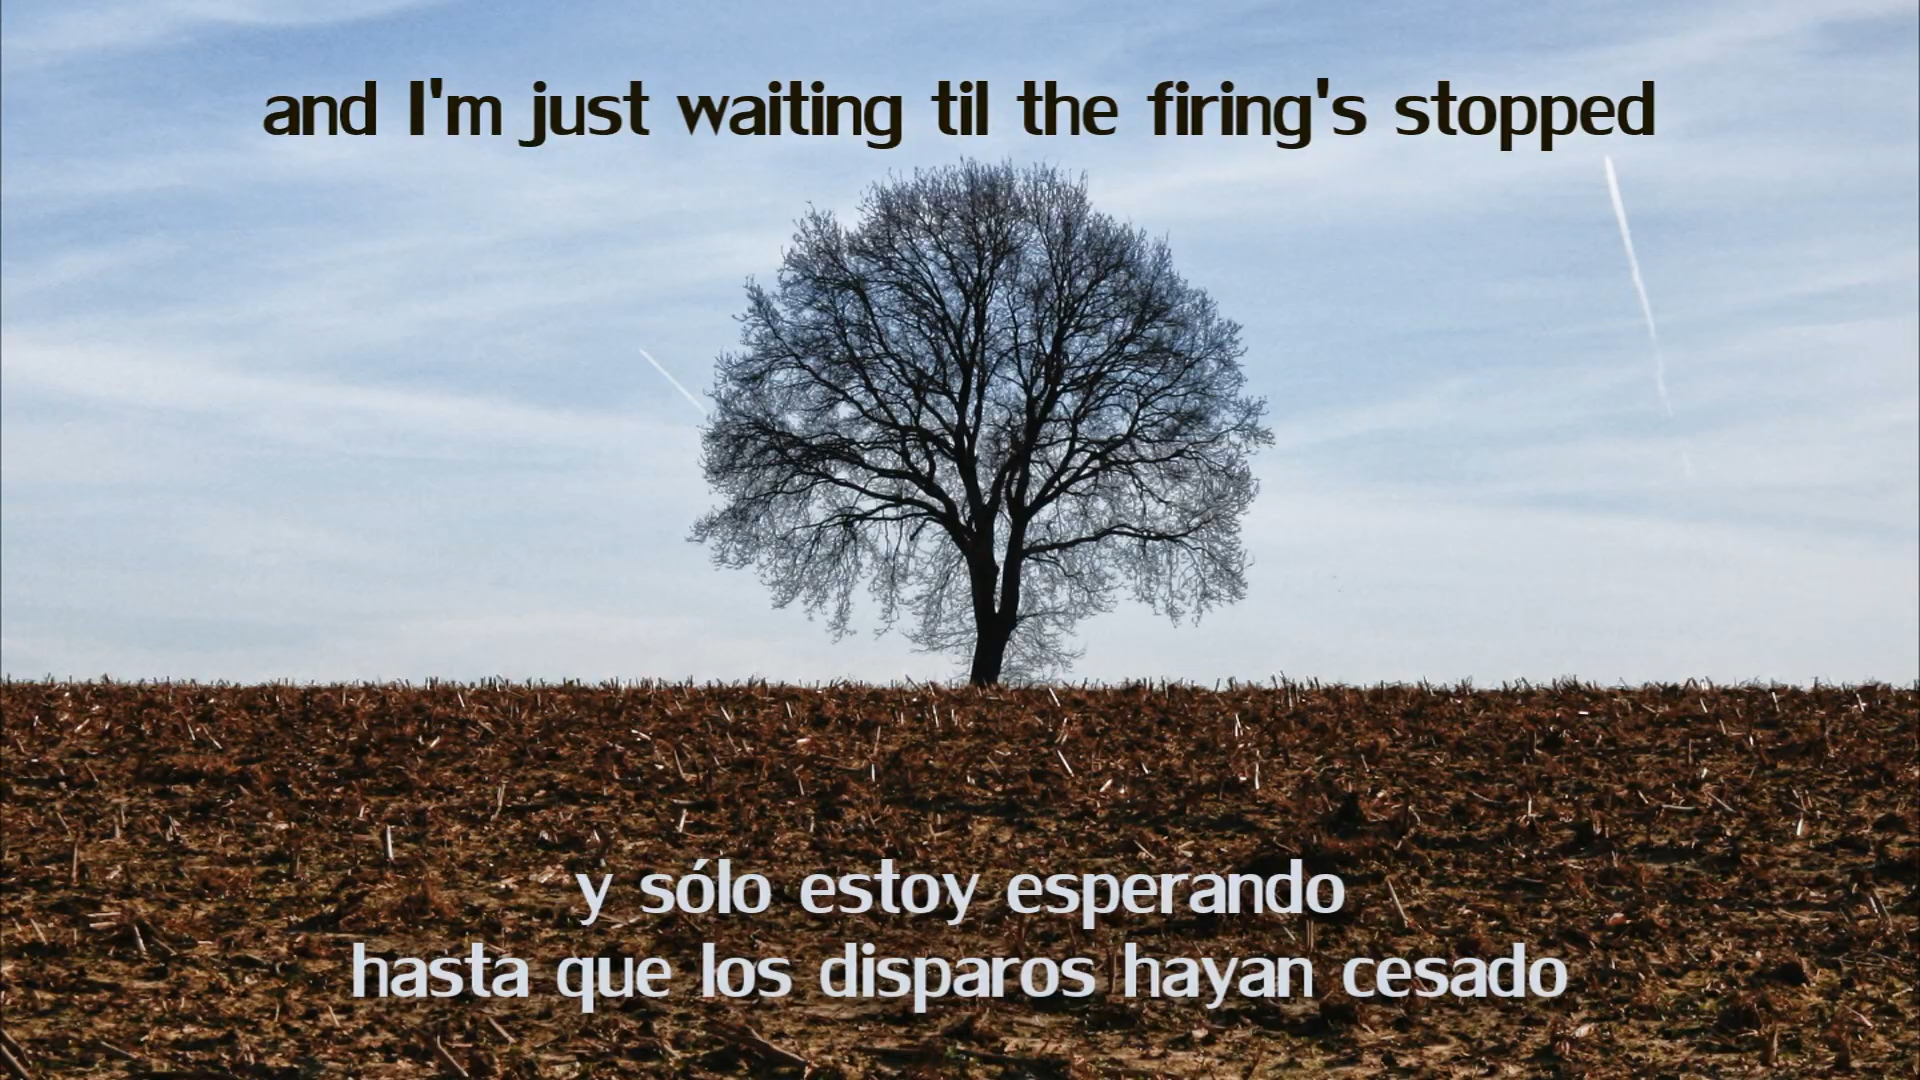 and I'm just waiting til the firing's stopped
y sólo estoy esperando
hasta que los disparos hayan cesado